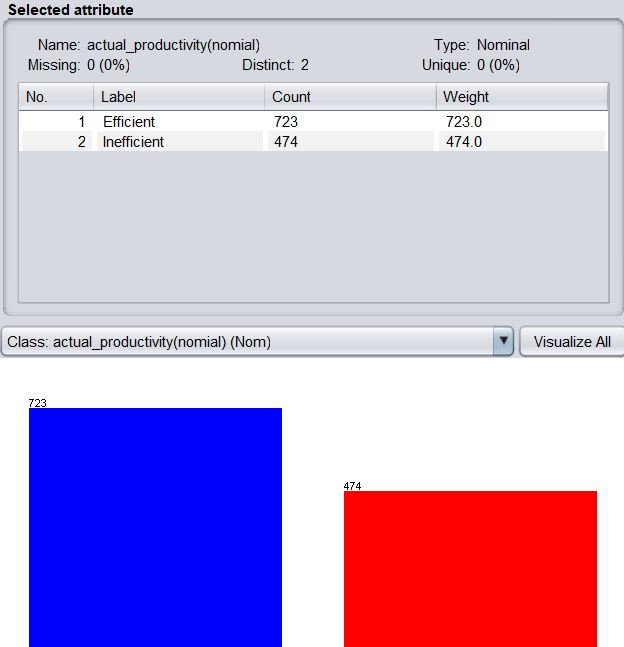 Selected attribute
Name: actual_productivity(nomial) Type: Nominal
Missing: 0 (0%) Distinct: 2 Unique: 0 (0%)
No. Label Count Weight
1 Efficient 723 723.0
2 Inefficient 474 474.0
Class: actual_productivity(nomial) (Nom) Visualize All
723
474